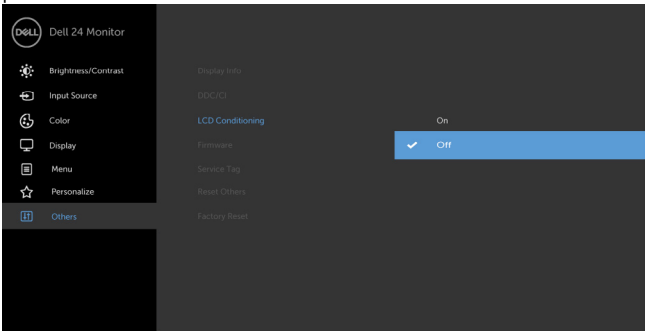 DELL Dell 24 Monitor
Brightness/Contrast
Input Source
Color
Display
Menu
Personalize
Others
Display Info
DDC/CI
LCD Conditioning
Firmware
Service Tag
Reset Others
Factory Reset
On
Off